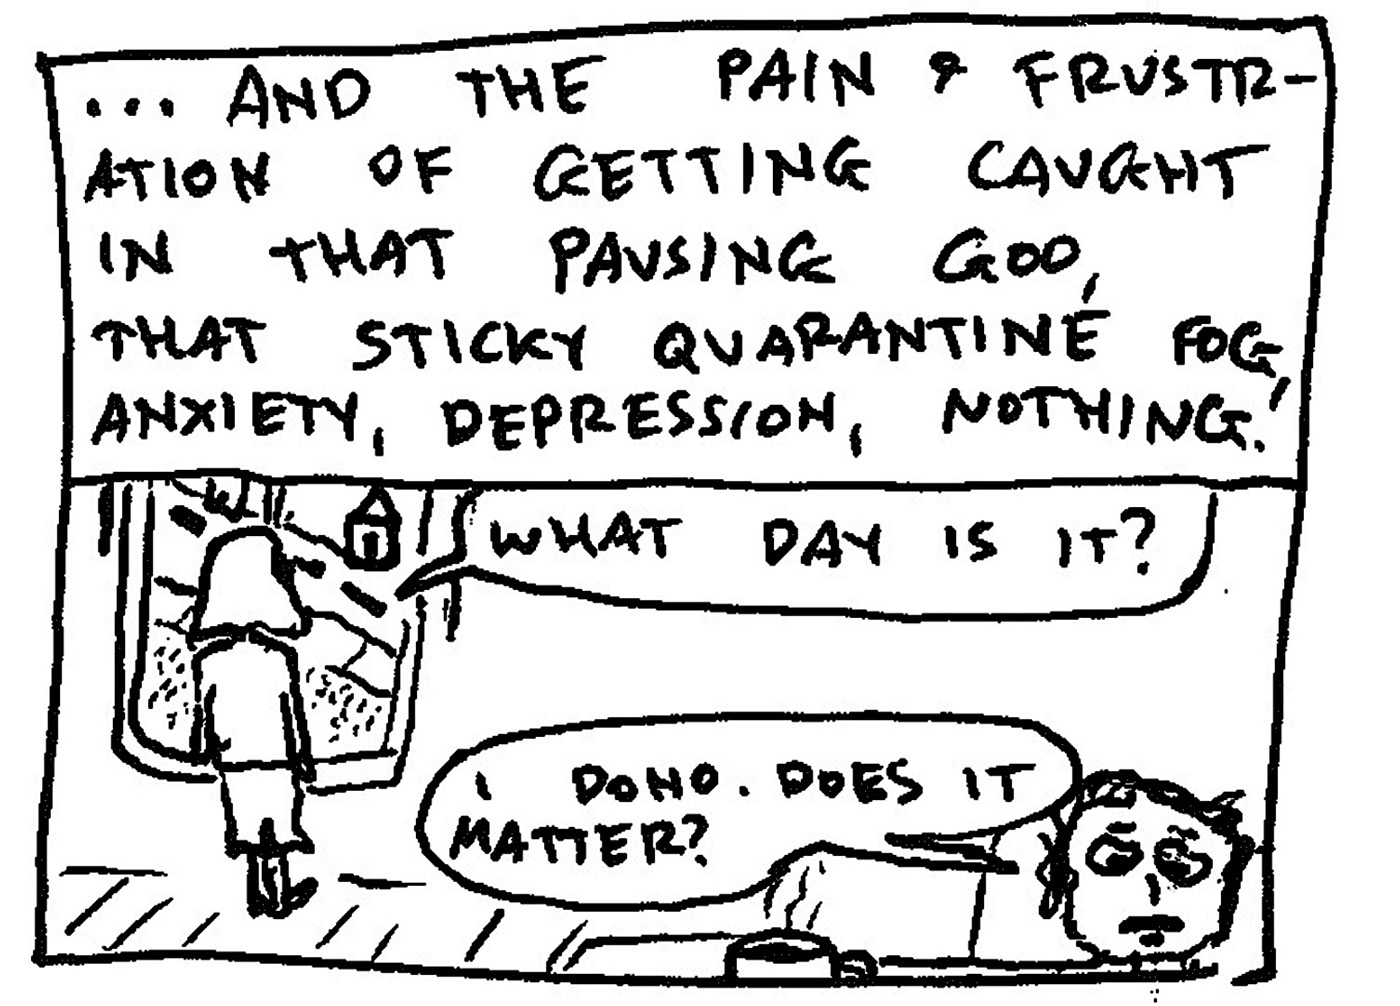 ... AND THE PAIN & FRUSTR-
ATION OF GETTING CAUGHT
IN THAT PAUSING GOO,
THAT STICKY QUARANTINE FOG,
ANXIETY, DEPRESSION, NOTHING.
WHAT DAY IS IT?
I DONO. DOES IT
MATTER?